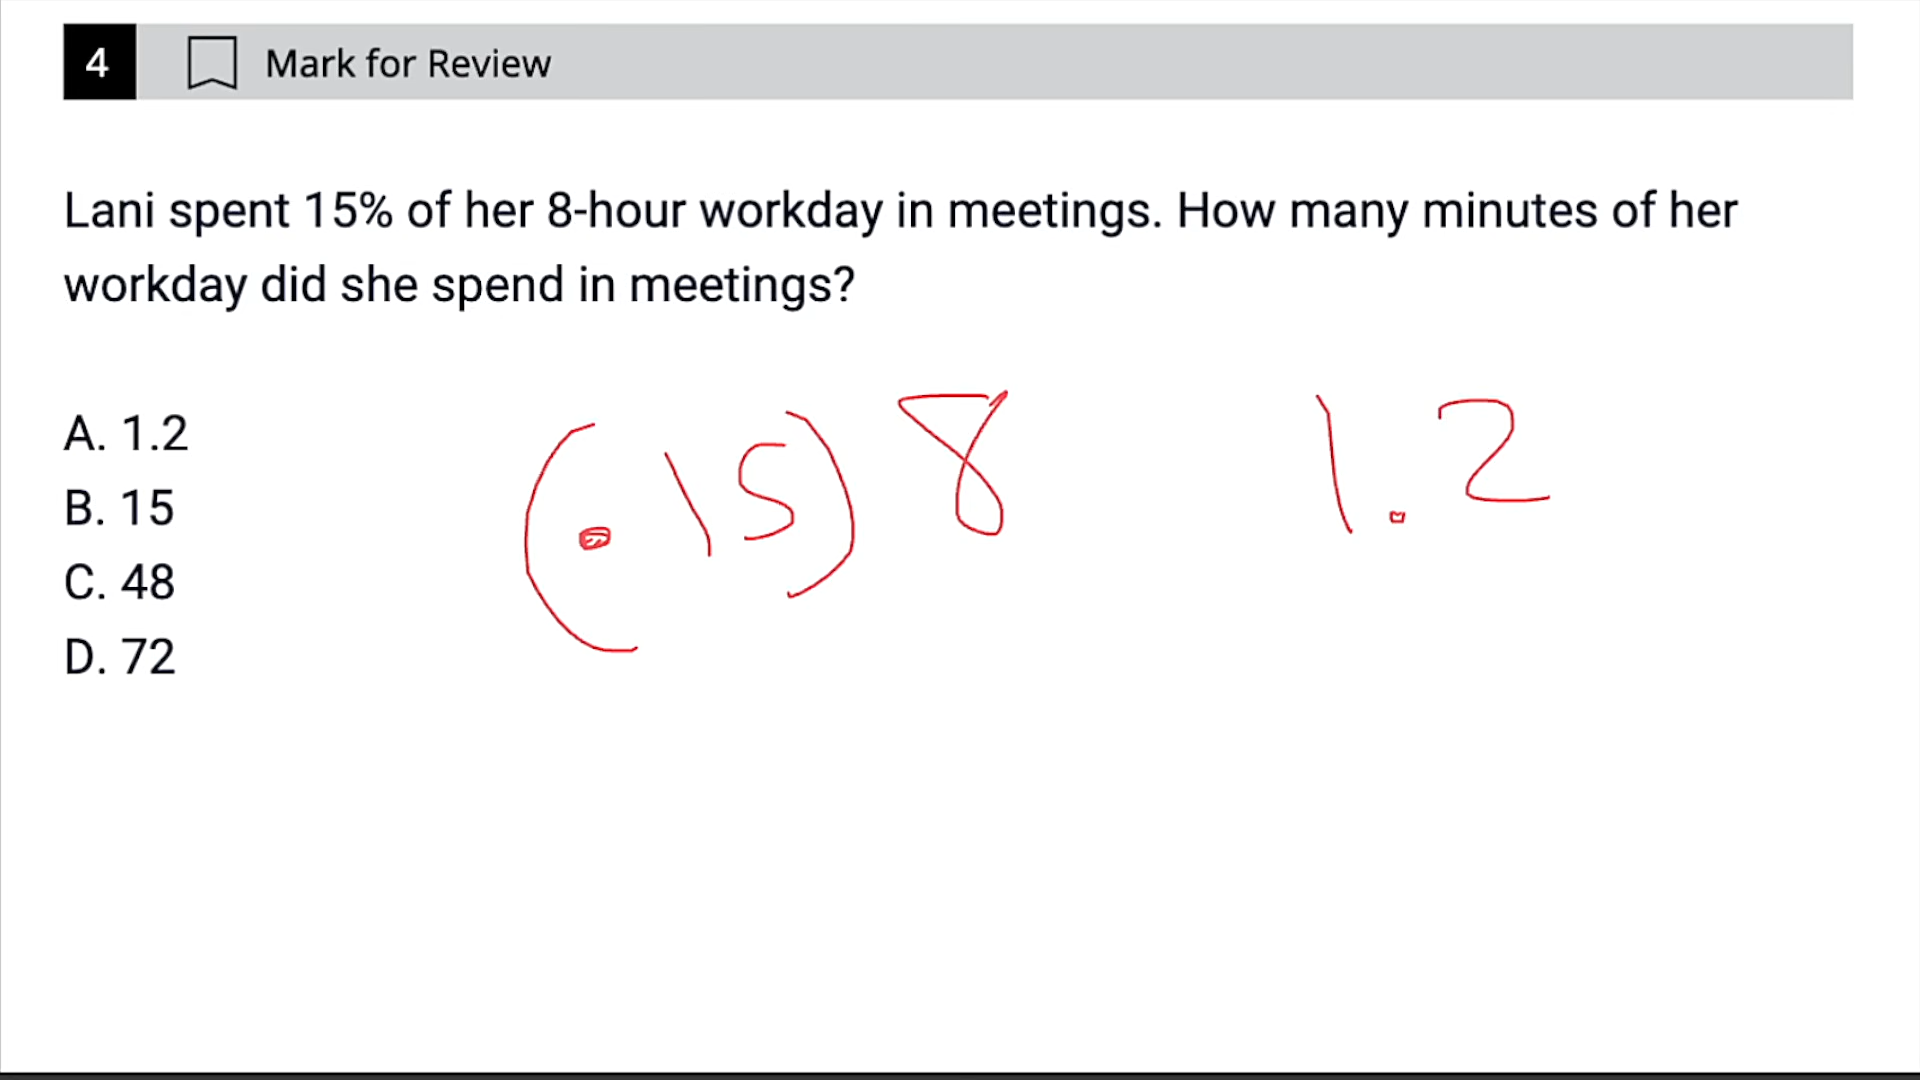 4 Mark for Review
Lani spent 15% of her 8-hour workday in meetings. How many minutes of her
workday did she spend in meetings?
A. 1.2
B. 15
C. 48
D. 72
(.15) 8 1.2